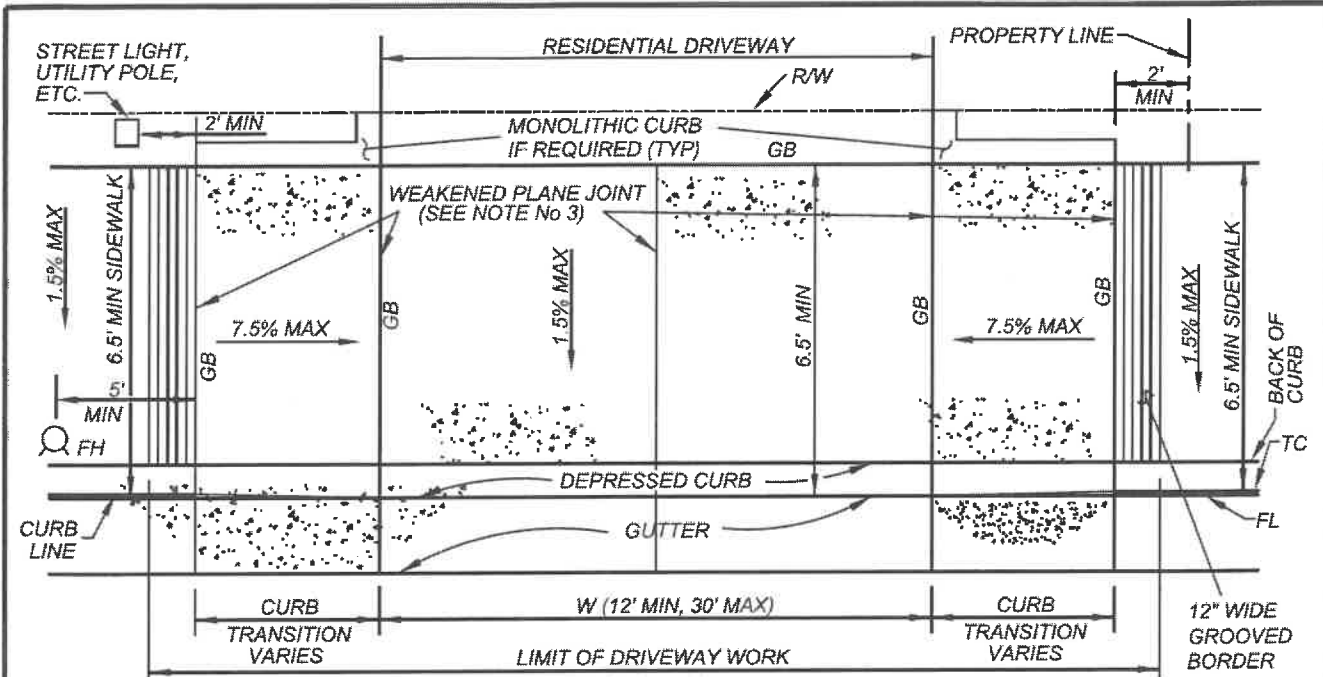 STREET LIGHT,
UTILITY POLE,
ETC.
RESIDENTIAL DRIVEWAY
PROPERTY LINE
R/W
2'
MIN
2' MIN
MONOLITHIC CURB
IF REQUIRED (TYP)
GB
WEAKENED PLANE JOINT
(SEE NOTE No 3)
1.5% MAX
6.5' MIN SIDEWALK
GB
7.5% MAX
GB
1.5% MAX
6.5' MIN
GB
7.5% MAX
GB
1.5% MAX
6.5' MIN SIDEWALK
BACK OF
CURB
5'
MIN
FH
TC
DEPRESSED CURB
CURB
LINE
GUTTER
FL
CURB
TRANSITION
VARIES
W (12' MIN, 30' MAX)
CURB
TRANSITION
VARIES
12" WIDE
GROOVED
BORDER
LIMIT OF DRIVEWAY WORK